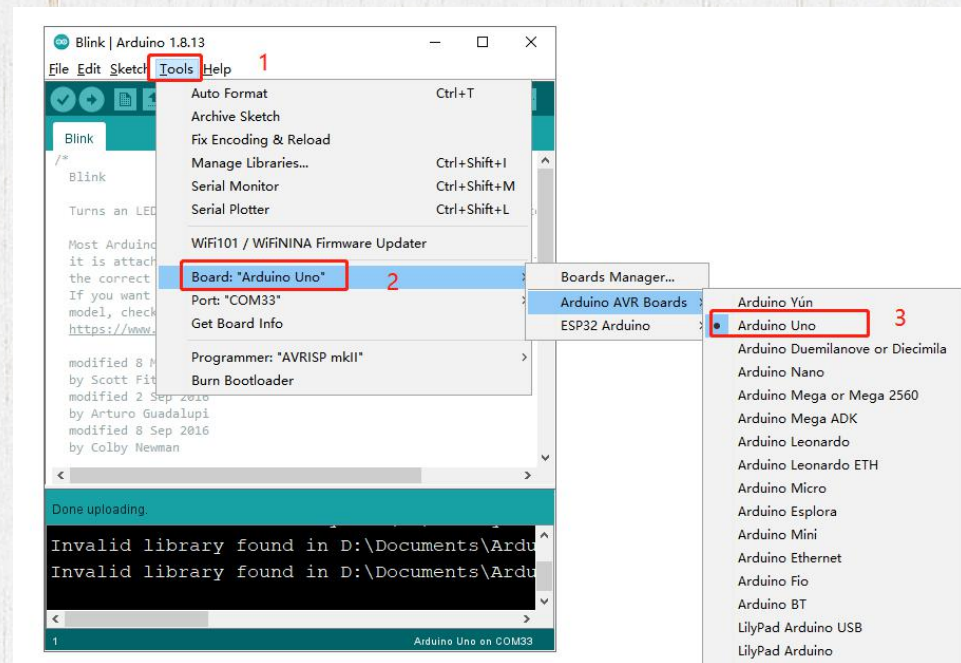 Blink | Arduino 1.8.13
File Edit Sketch Tools Help
1
Auto Format Ctrl+T
Archive Sketch
Fix Encoding & Reload
Manage Libraries... Ctrl+Shift+I
Serial Monitor Ctrl+Shift+M
Serial Plotter Ctrl+Shift+L
WiFi101 / WiFiNINA Firmware Updater
Board: "Arduino Uno"
2
Port: "COM33"
Get Board Info
Programmer: "AVRISP mkII"
Burn Bootloader
Boards Manager...
Arduino AVR Boards
ESP32 Arduino
Arduino Yún
Arduino Uno
3
Arduino Duemilanove or Diecimila
Arduino Nano
Arduino Mega or Mega 2560
Arduino Mega ADK
Arduino Leonardo
Arduino Leonardo ETH
Arduino Micro
Arduino Esplora
Arduino Mini
Arduino Ethernet
Arduino Fio
Arduino BT
LilyPad Arduino USB
LilyPad Arduino
Blink
/*
Blink
Turns an LED
Most Arduino
it is attach
the correct
If you want
model, check
https://www.
modified 8 M
by Scott Fit
modified 2 Sep 2016
by Arturo Guadalupi
modified 8 Sep 2016
by Colby Newman
Done uploading.
Invalid library found in D:\Documents\Ardu
Invalid library found in D:\Documents\Ardu
1
Arduino Uno on COM33